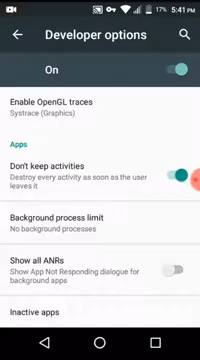 17% 5:41 PM
Developer options
On
Enable OpenGL traces
Systrace (Graphics)
Apps
Don't keep activities
Destroy every activity as soon as the user
leaves it
Background process limit
No background processes
Show all ANRs
Show App Not Responding dialogue for
background apps
Inactive apps